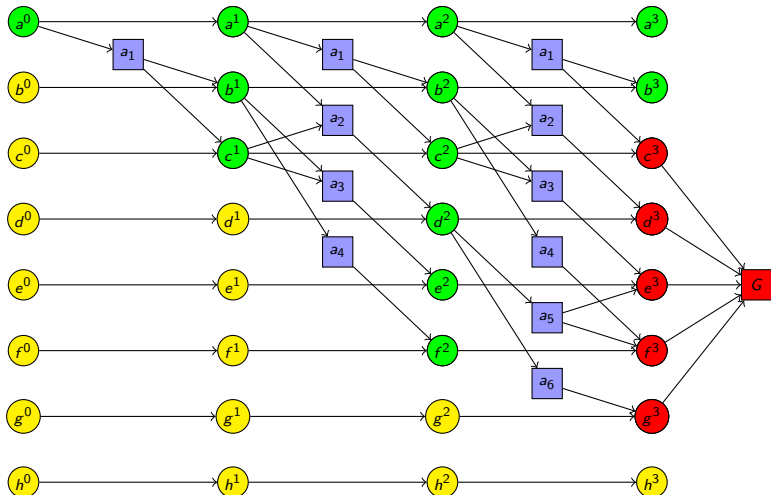 a⁰ a¹ a² a³
a₁ a₁ a₁
b⁰ b¹ b² b³
a₂ a₂
c⁰ c¹ c² c³
a₃ a₃
d⁰ d¹ d² d³
a₄ a₄
e⁰ e¹ e² e³ G
a₅
f⁰ f¹ f² f³
a₆
g⁰ g¹ g² g³
h⁰ h¹ h² h³